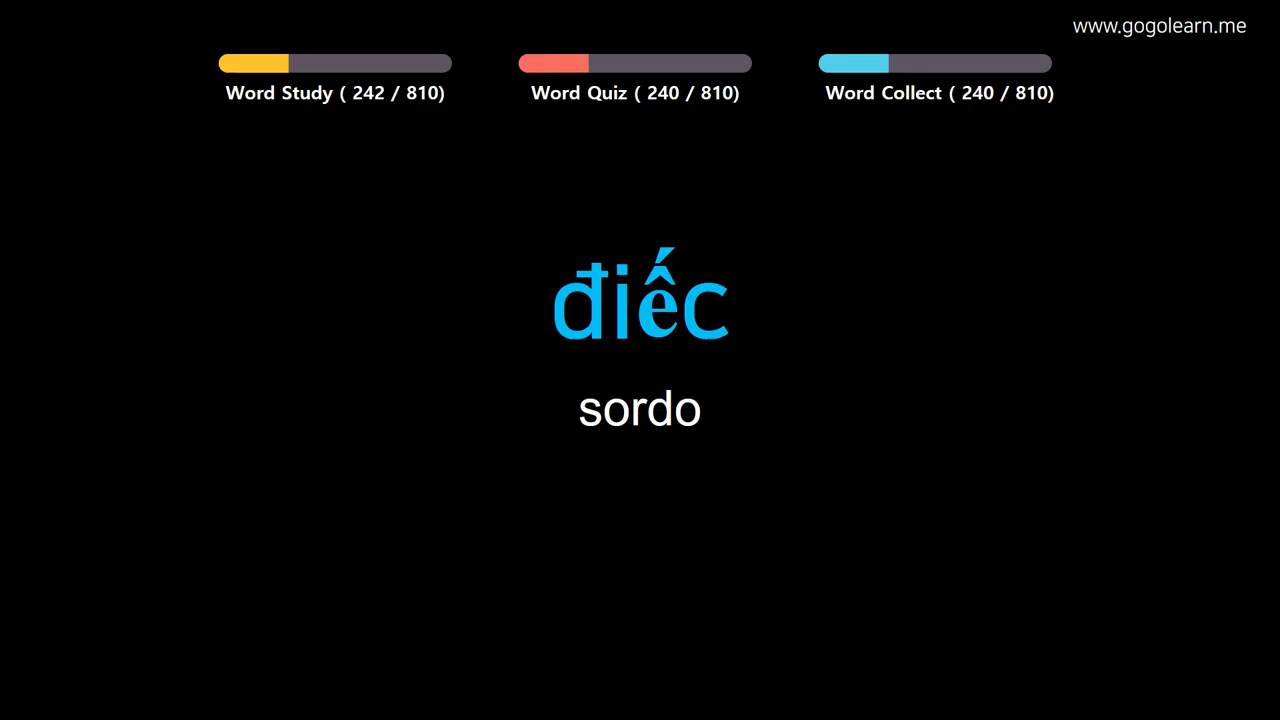 www.gogolearn.me
Word Study ( 242 / 810)
Word Quiz ( 240 / 810)
Word Collect ( 240 / 810)
điếc
sordo